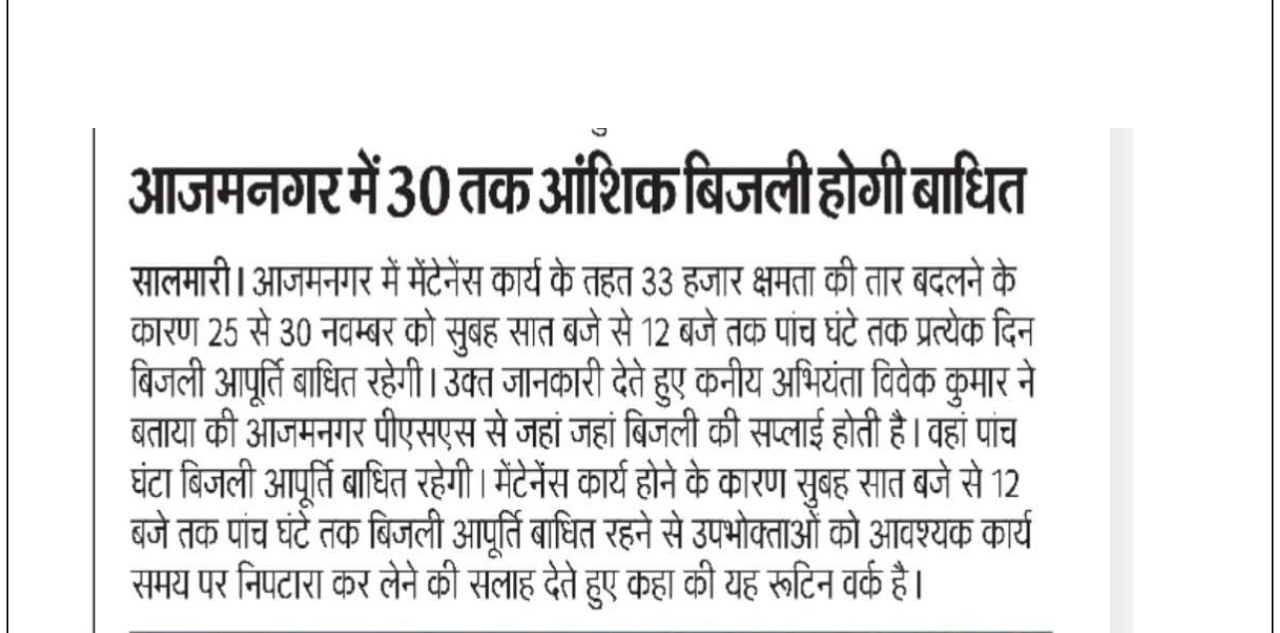 आजमनगर में 30 तक आंशिक बिजली होगी बाधित
सालमारी। आजमनगर में मेंटेनेंस कार्य के तहत 33 हजार क्षमता की तार बदलने के
कारण 25 से 30 नवम्बर को सुबह सात बजे से 12 बजे तक पांच घंटे तक प्रत्येक दिन
बिजली आपूर्ति बाधित रहेगी। उक्त जानकारी देते हुए कनीय अभियंता विवेक कुमार ने
बताया की आजमनगर पीएसएस से जहां जहां बिजली की सप्लाई होती है। वहां पांच
घंटा बिजली आपूर्ति बाधित रहेगी। मेंटेनेंस कार्य होने के कारण सुबह सात बजे से 12
बजे तक पांच घंटे तक बिजली आपूर्ति बाधित रहने से उपभोक्ताओं को आवश्यक कार्य
समय पर निपटारा कर लेने की सलाह देते हुए कहा की यह रूटिन वर्क है।